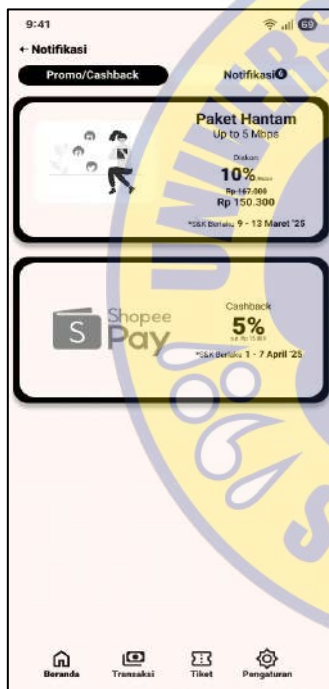 9:41
69
← Notifikasi
Promo/Cashback
Notifikasi
Paket Hantam
Up to 5 Mbps
Diskon
10%
Rp 167.000
Rp 150.300
*S&K Berlaku 9 - 13 Maret '25
S Shopee
Pay
Cashback
5%
*S&K Berlaku 1 - 7 April '25
Beranda
Transaksi
Tiket
Pengaturan